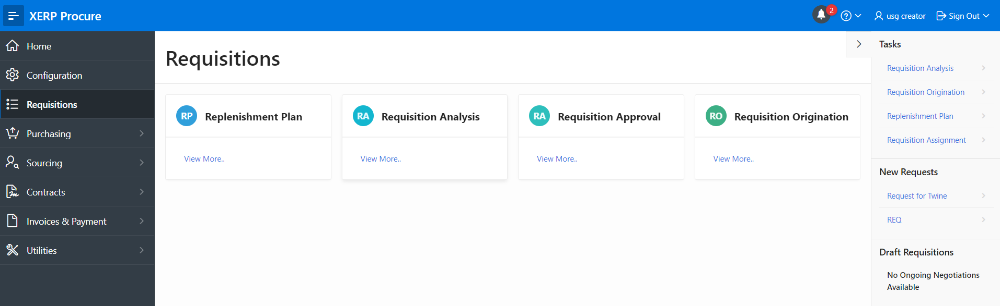 XERP Procure
2
usg creator
Sign Out
Home
Configuration
Requisitions
Purchasing
Sourcing
Contracts
Invoices & Payment
Utilities
Requisitions
RP Replenishment Plan
View More..
RA Requisition Analysis
View More..
RA Requisition Approval
View More..
RO Requisition Origination
View More..
Tasks
Requisition Analysis
Requisition Origination
Replenishment Plan
Requisition Assignment
New Requests
Request for Twine
REQ
Draft Requisitions
No Ongoing Negotiations
Available